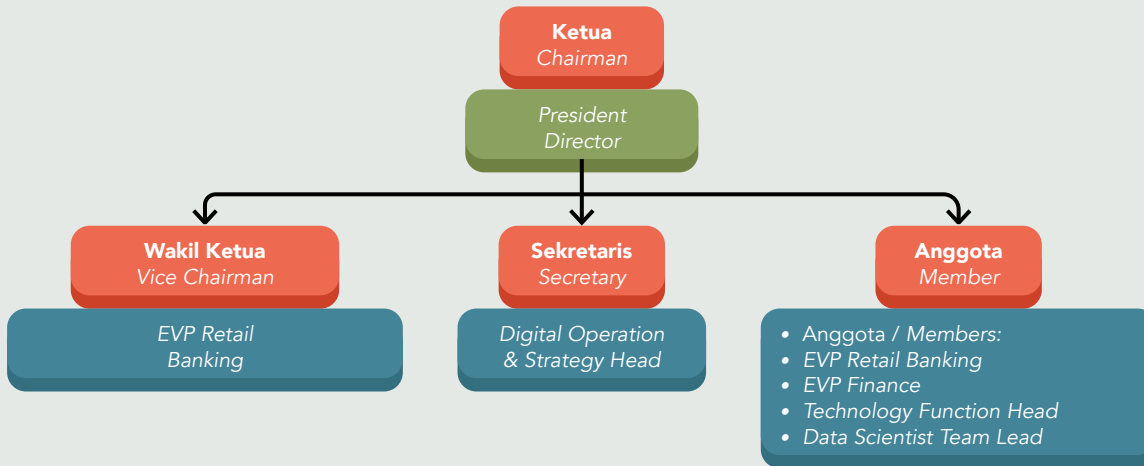 Ketua
Chairman
President
Director
Wakil Ketua
Vice Chairman
EVP Retail
Banking
Sekretaris
Secretary
Digital Operation
& Strategy Head
Anggota
Member
• Anggota / Members:
• EVP Retail Banking
• EVP Finance
• Technology Function Head
• Data Scientist Team Lead